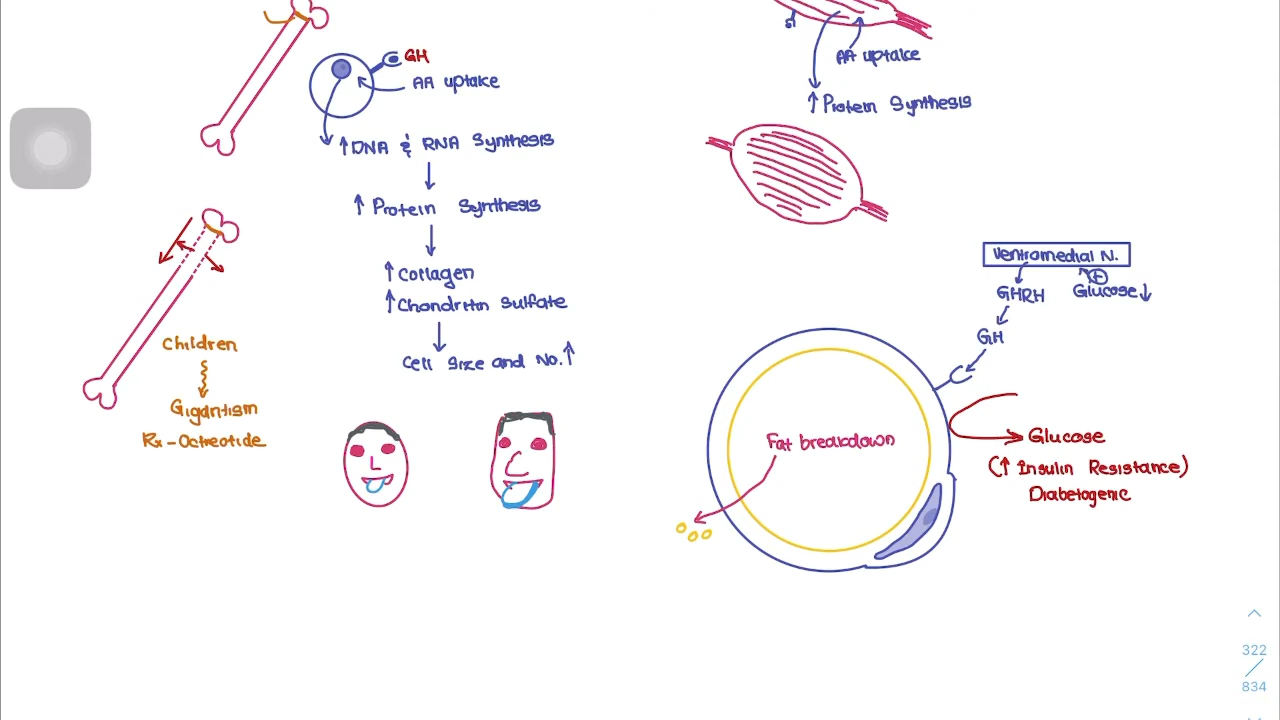 GH
AA uptake
↑DNA & RNA Synthesis
↑ Protein Synthesis
↑ Collagen
↑ Chondritin Sulfate
Cell Size and No.↑
Children
Gigantism
Rx-Octreotide
AA uptake
↑ Protein Synthesis
Ventromedial N.
+
GHRH
Glucose↓
GH
Fat breakdown
Glucose
(↑ Insulin Resistance)
Diabetogenic
322
834